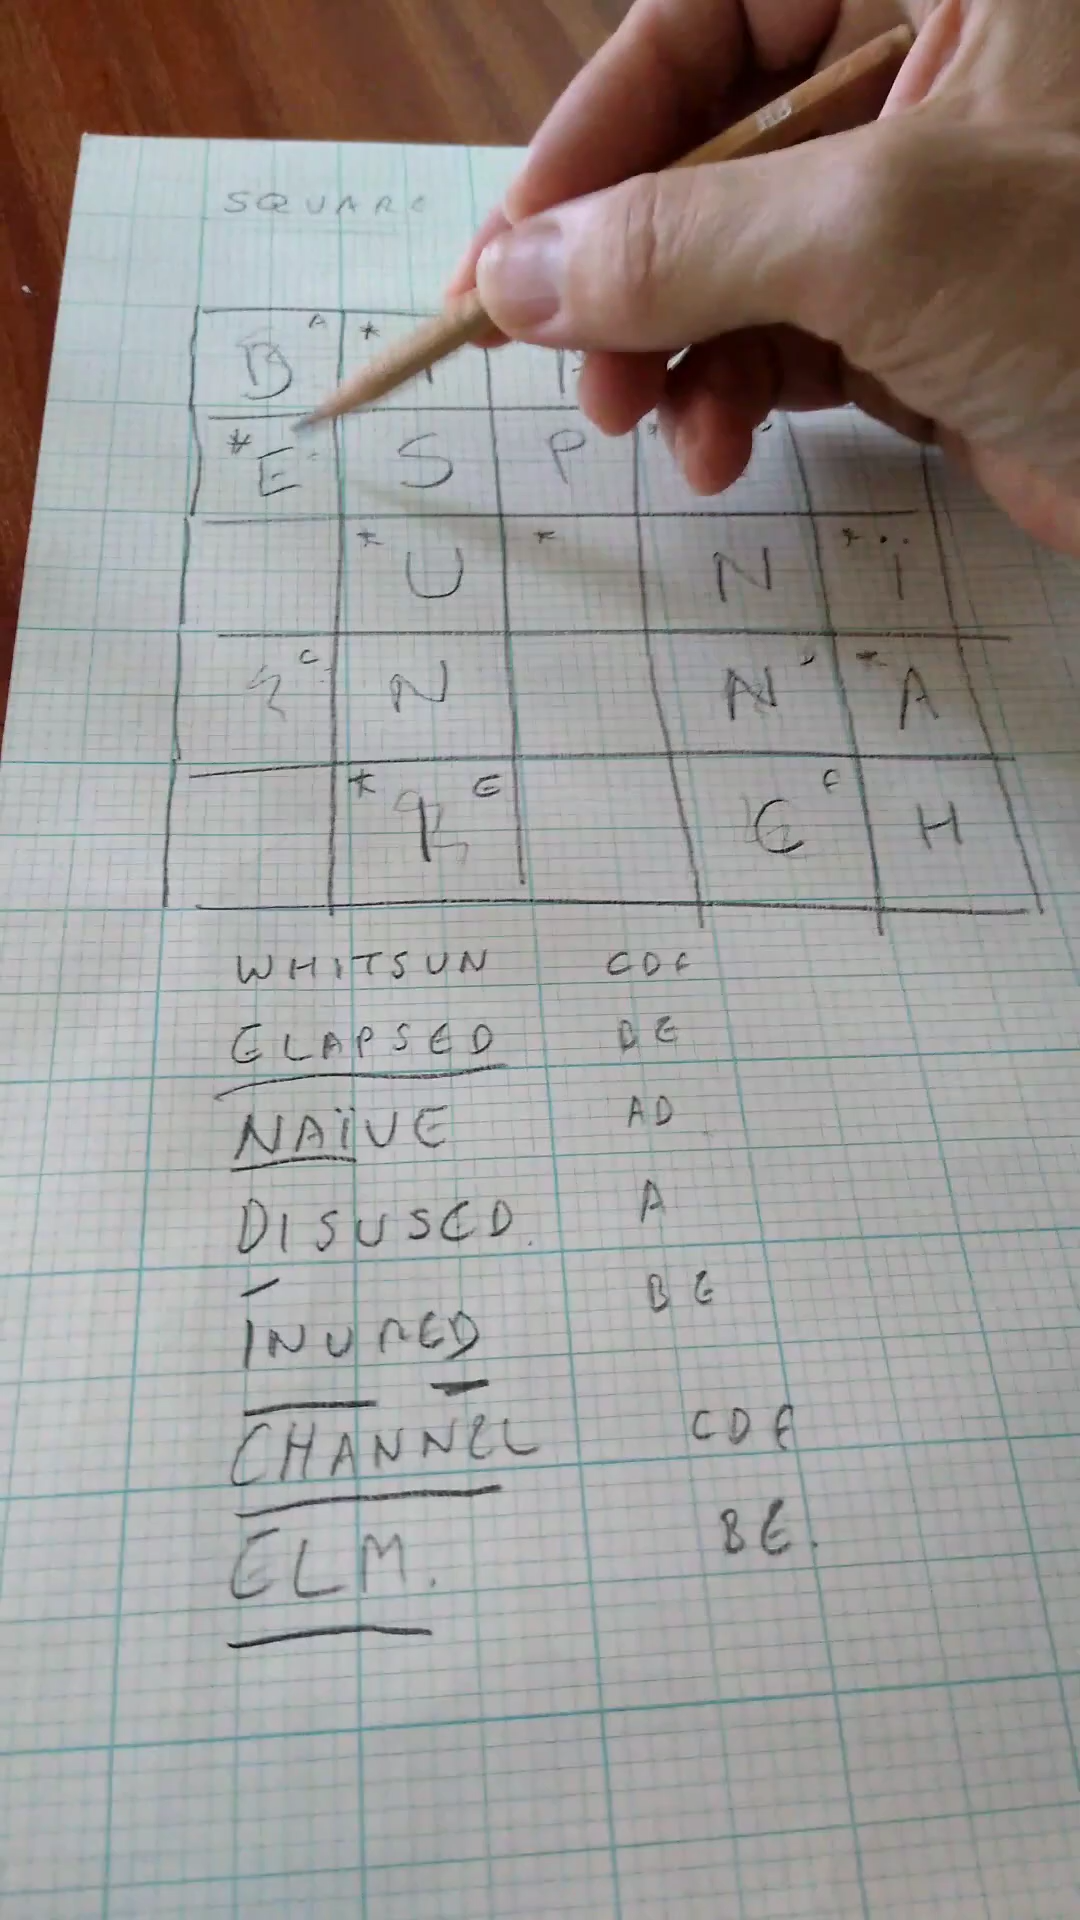 SQUARE
B A *
* E S P *
* U * N * Ï
C N N A *
* E E F H
WHITSUN CDF
ELAPSED BE
NAÏVE AD
DISUSED. A
INURED BE
CHANNEL CDF
ELM. BE.